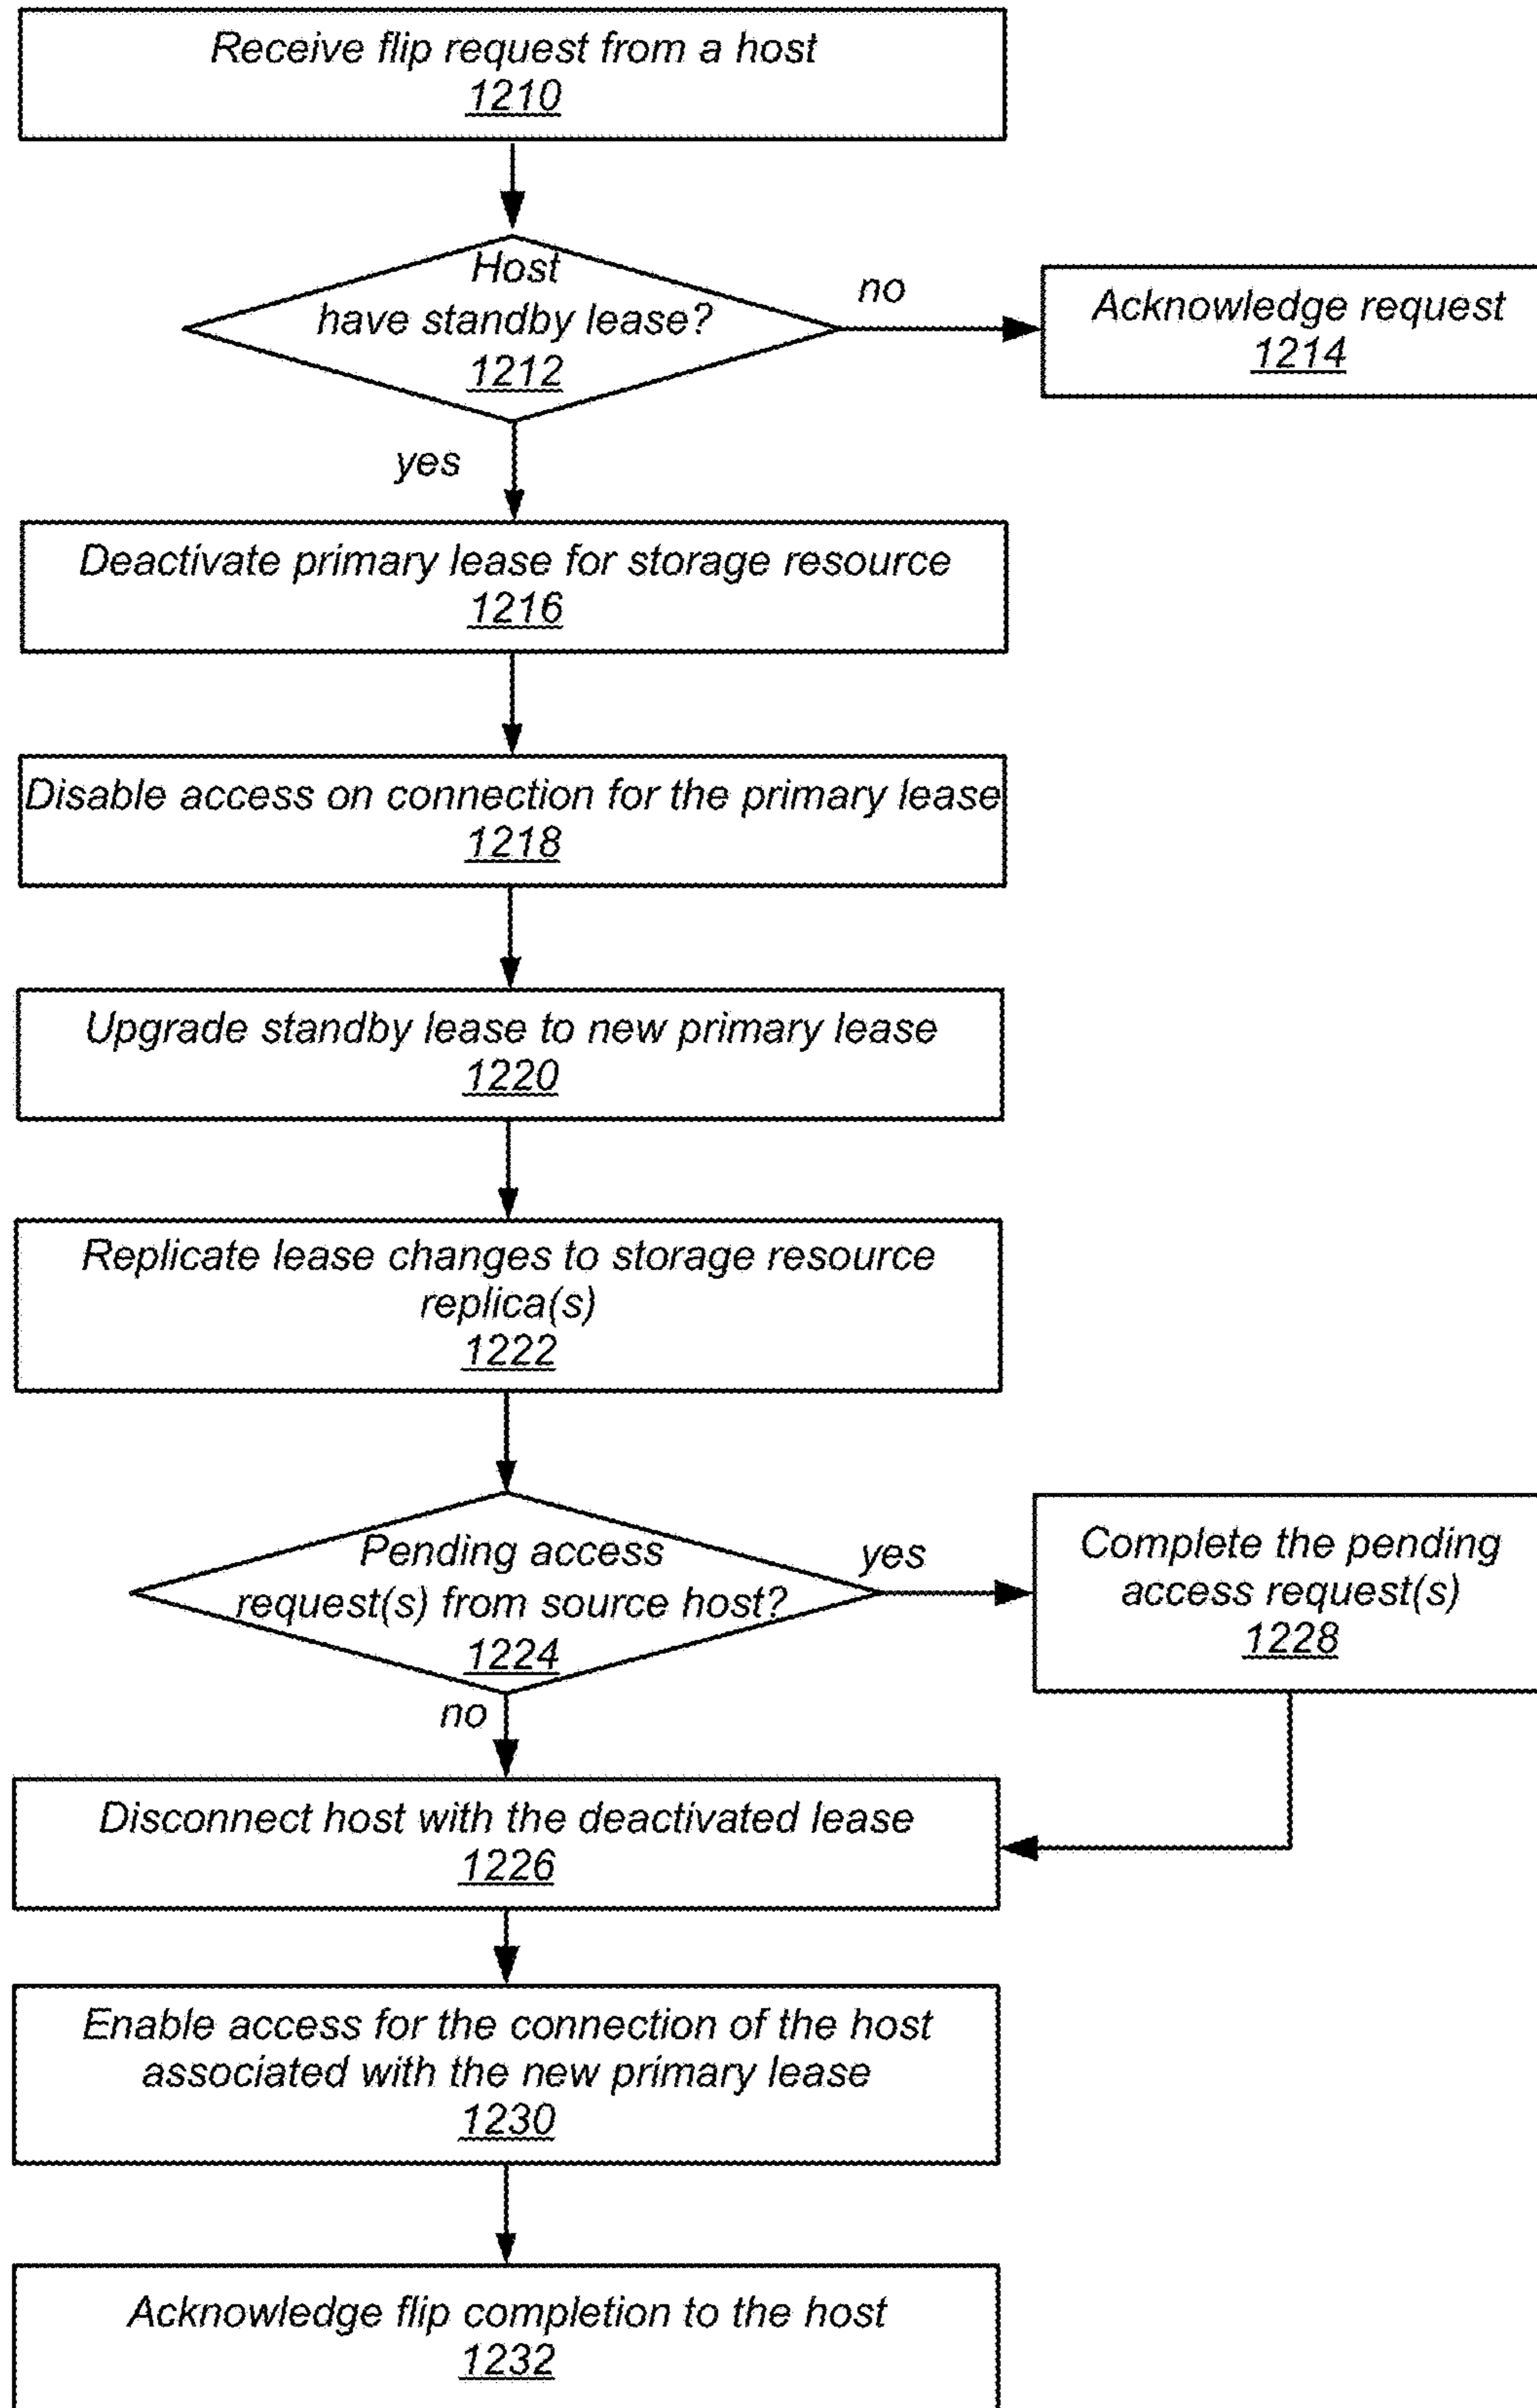 Receive flip request from a host
1210
Host
have standby lease?
1212
no
Acknowledge request
1214
yes
Deactivate primary lease for storage resource
1216
Disable access on connection for the primary lease
1218
Upgrade standby lease to new primary lease
1220
Replicate lease changes to storage resource
replica(s)
1222
Pending access
request(s) from source host?
1224
yes
Complete the pending
access request(s)
1228
no
Disconnect host with the deactivated lease
1226
Enable access for the connection of the host
associated with the new primary lease
1230
Acknowledge flip completion to the host
1232